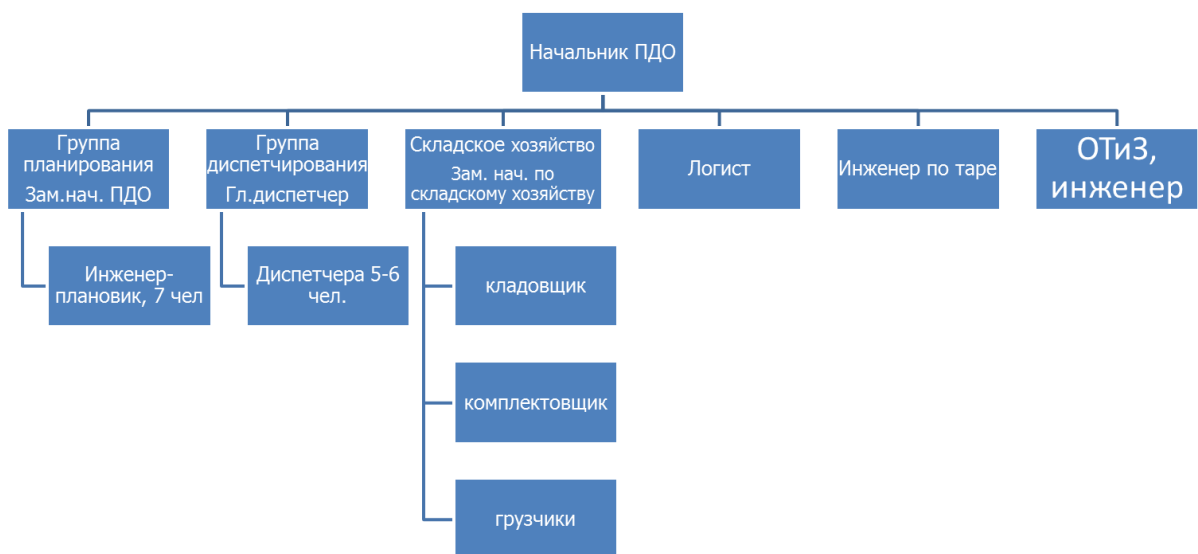 Начальник ПДО
Группа
планирования
Зам.нач. ПДО
Группа
диспетчирования
Гл.диспетчер
Складское хозяйство
Зам. нач. по
складскому хозяйству
Логист
Инженер по таре
ОТиЗ,
инженер
Инженер-
плановик, 7 чел
Диспетчера 5-6
чел.
кладовщик
комплектовщик
грузчики